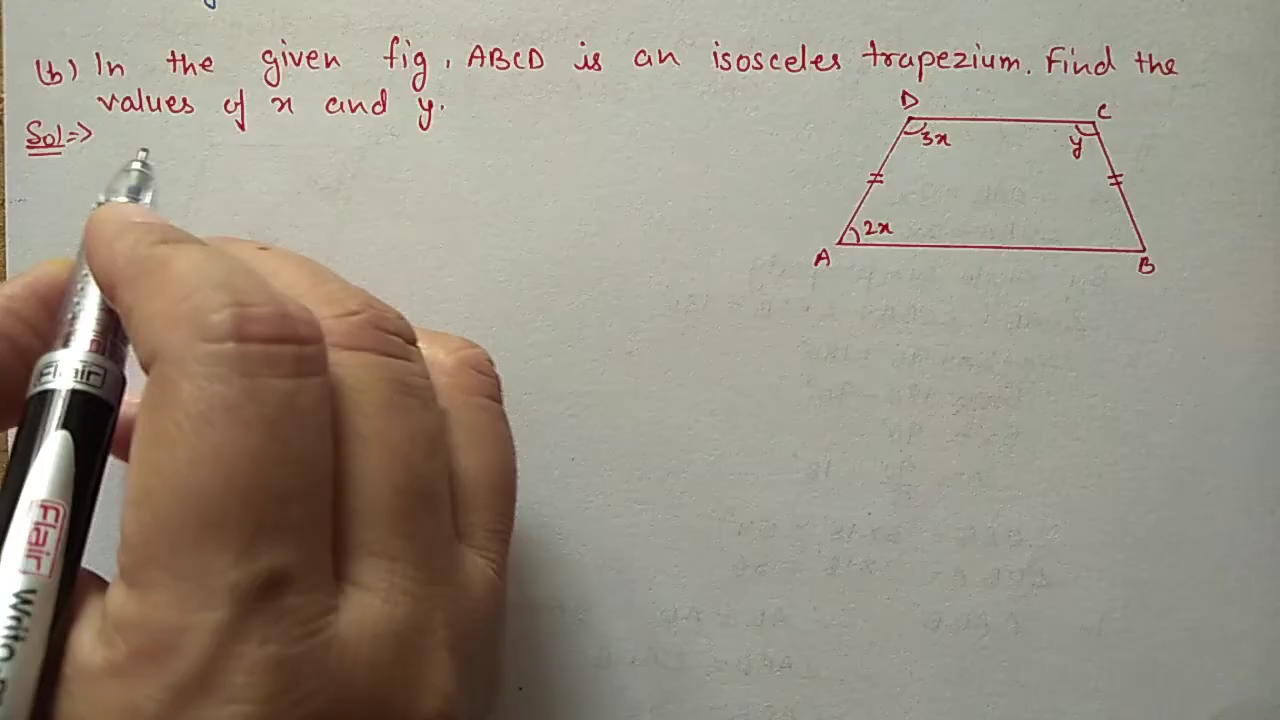 (b) In the given fig, ABCD is an isosceles trapezium. Find the
values of x and y.
Sol=>
D
C
3x
y
2x
A
B
Flair
Flair